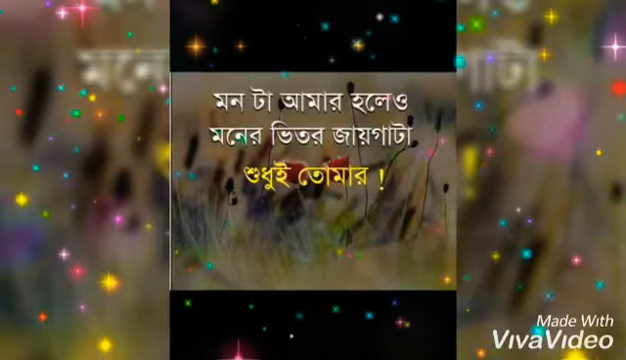 মন টা আমার হলেও
মনের ভিতর জায়গাটা
শুধুই তোমার !
Made With
VivaVideo